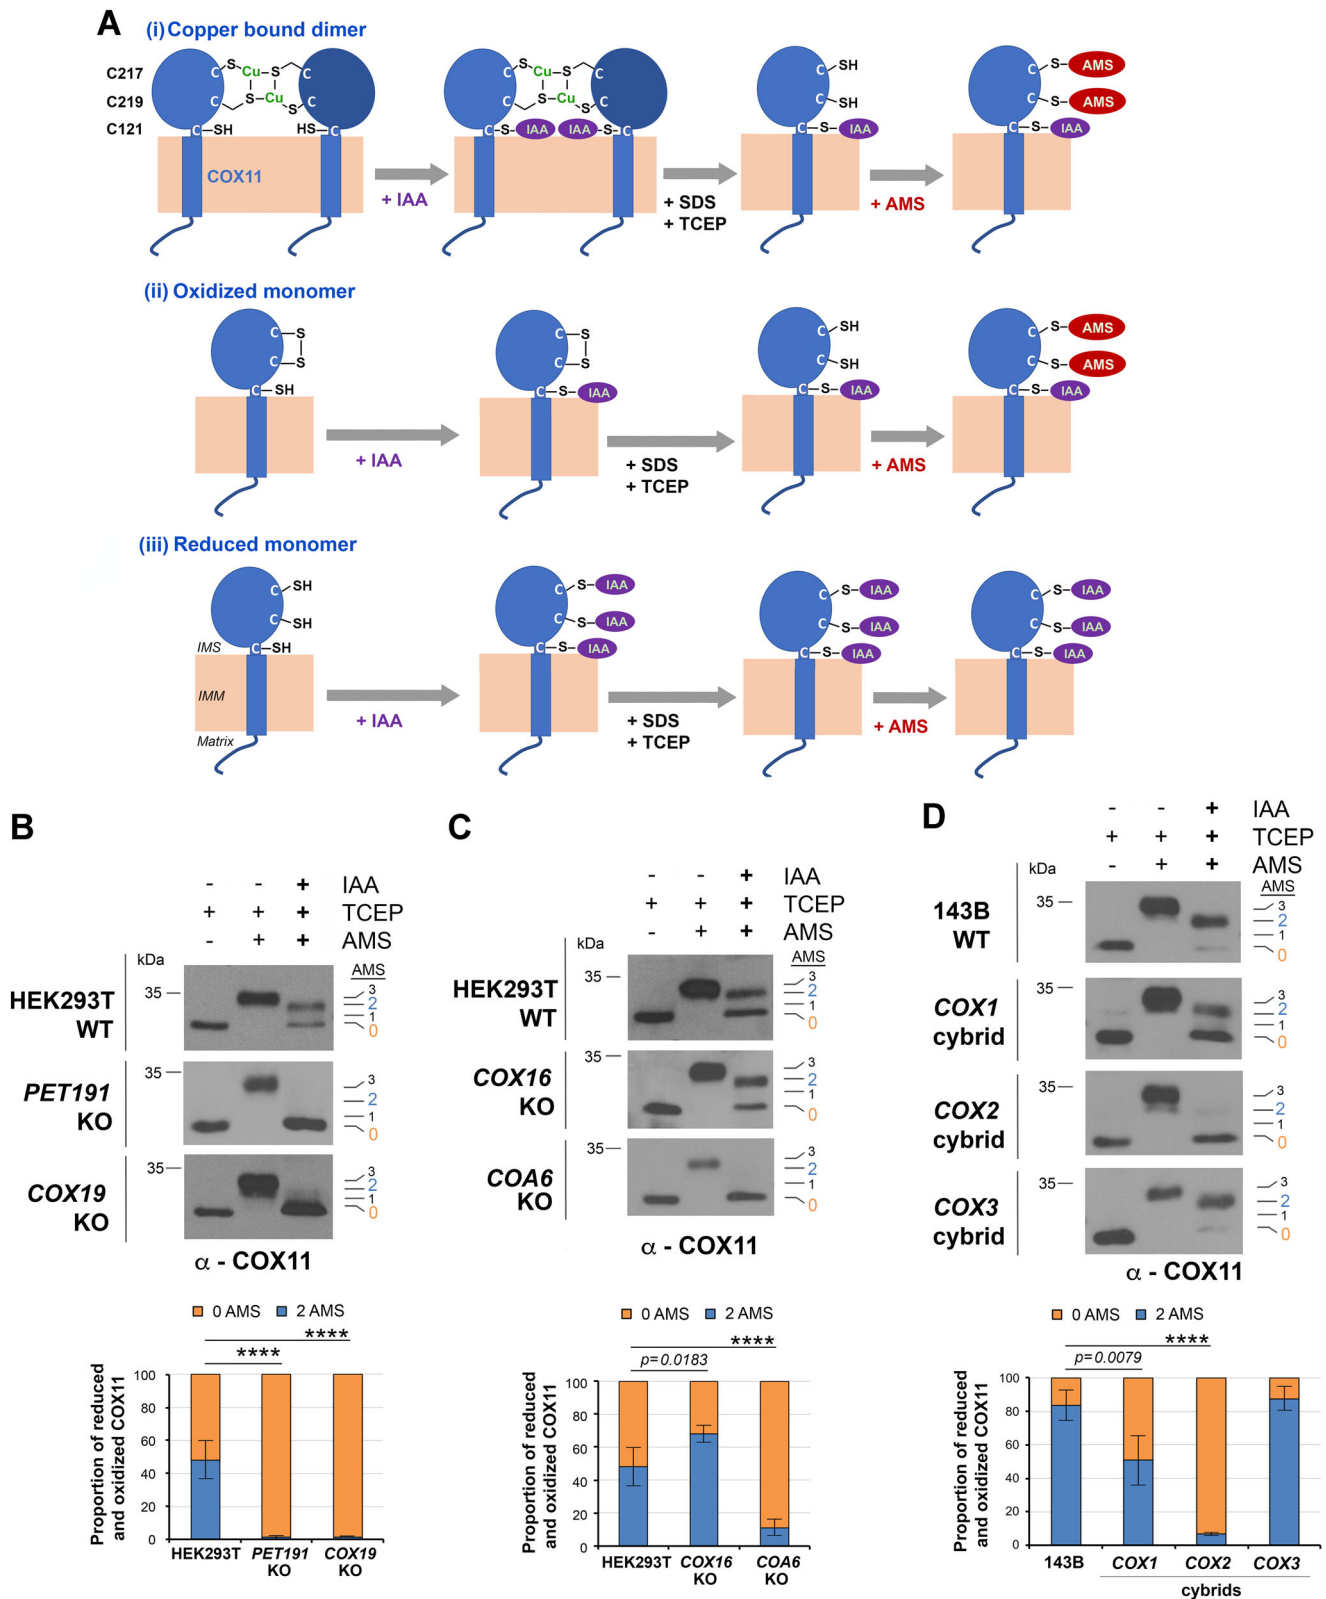 A
(i) Copper bound dimer
C217
C219
C121
C S Cu S C
C S Cu S C
C SH HS C
COX11
+ IAA
C S Cu S C
C S Cu S C
C S IAA IAA S C
+ SDS
+ TCEP
C SH
C SH
C S IAA
+ AMS
C S AMS
C S AMS
C S IAA
(ii) Oxidized monomer
C S
C S
C SH
+ IAA
C S
C S
C S IAA
+ SDS
+ TCEP
C SH
C SH
C S IAA
+ AMS
C S AMS
C S AMS
C S IAA
(iii) Reduced monomer
C SH
C SH
C SH
IMS
IMM
Matrix
+ IAA
C S IAA
C S IAA
C S IAA
+ SDS
+ TCEP
C S IAA
C S IAA
C S IAA
+ AMS
C S IAA
C S IAA
C S IAA
B
- - + IAA
+ + + TCEP
- + + AMS
kDa
AMS
HEK293T
WT
35
3
2
1
0
PET191
KO
35
3
2
1
0
COX19
KO
35
3
2
1
0
α - COX11
0 AMS 2 AMS
****
****
Proportion of reduced
and oxidized COX11
100
80
60
40
20
0
HEK293T PET191 COX19
KO KO
C
- - + IAA
+ + + TCEP
- + + AMS
kDa
AMS
HEK293T
WT
35
3
2
1
0
COX16
KO
35
3
2
1
0
COA6
KO
35
3
2
1
0
α - COX11
0 AMS 2 AMS
****
p=0.0183
Proportion of reduced
and oxidized COX11
100
80
60
40
20
0
HEK293T COX16 COA6
KO KO
D
- - + IAA
+ + + TCEP
- + + AMS
kDa
AMS
143B
WT
35
3
2
1
0
COX1
cybrid
35
3
2
1
0
COX2
cybrid
35
3
2
1
0
COX3
cybrid
35
3
2
1
0
α - COX11
0 AMS 2 AMS
****
p=0.0079
Proportion of reduced
and oxidized COX11
100
80
60
40
20
0
143B COX1 COX2 COX3
cybrids